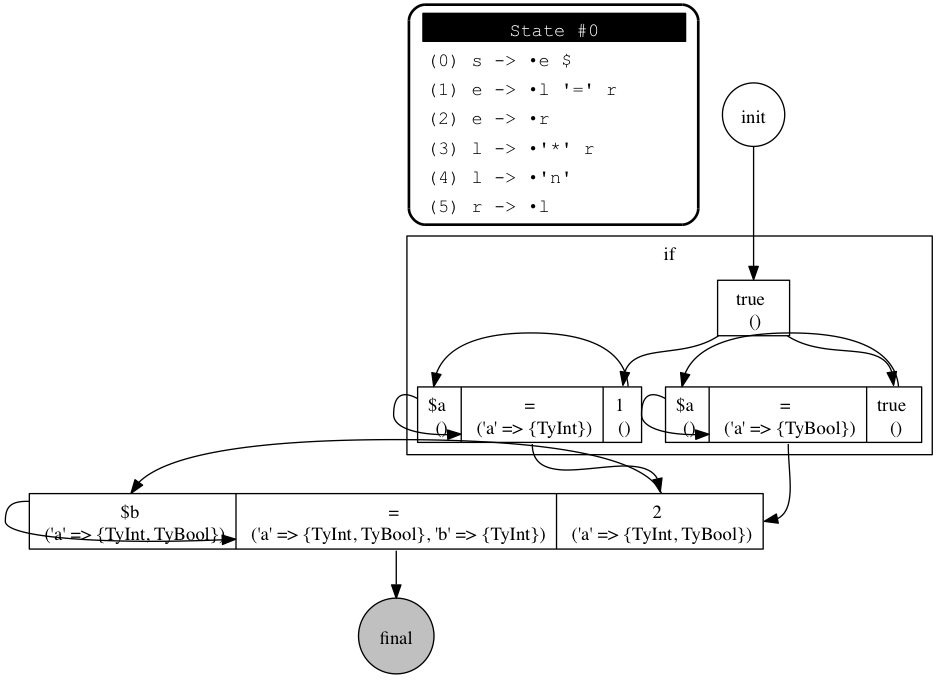 State #0
(0) s -> •e $
(1) e -> •l '=' r
(2) e -> •r
(3) l -> •'*' r
(4) l -> •'n'
(5) r -> •l
init
if
true
()
$a
()
=
('a' => {TyInt})
1
()
$a
()
=
('a' => {TyBool})
true
()
$b
('a' => {TyInt, TyBool})
=
('a' => {TyInt, TyBool}, 'b' => {TyInt})
2
('a' => {TyInt, TyBool})
final